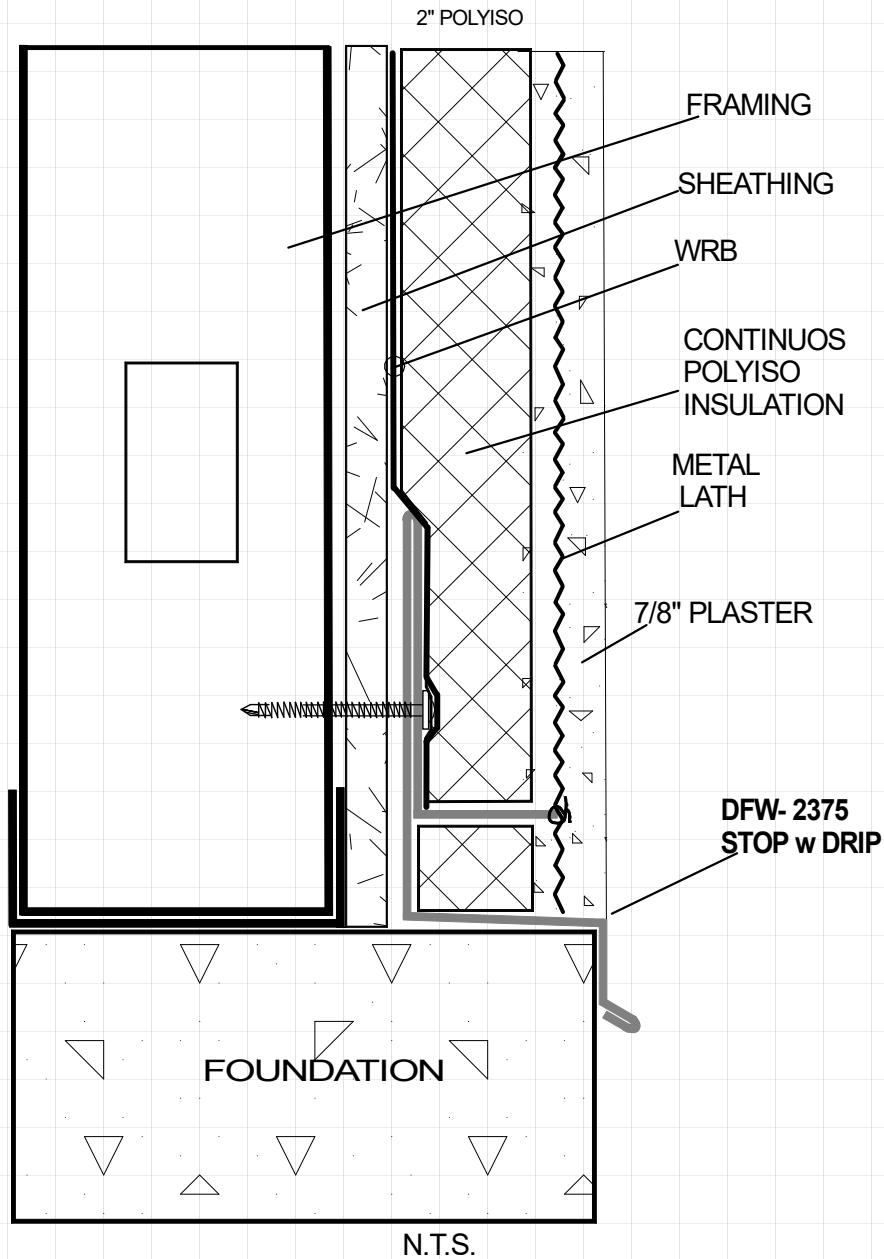 2" POLYISO
FRAMING
SHEATHING
WRB
CONTINUOS
POLYISO
INSULATION
METAL
LATH
7/8" PLASTER
DFW- 2375
STOP w DRIP
FOUNDATION
N.T.S.